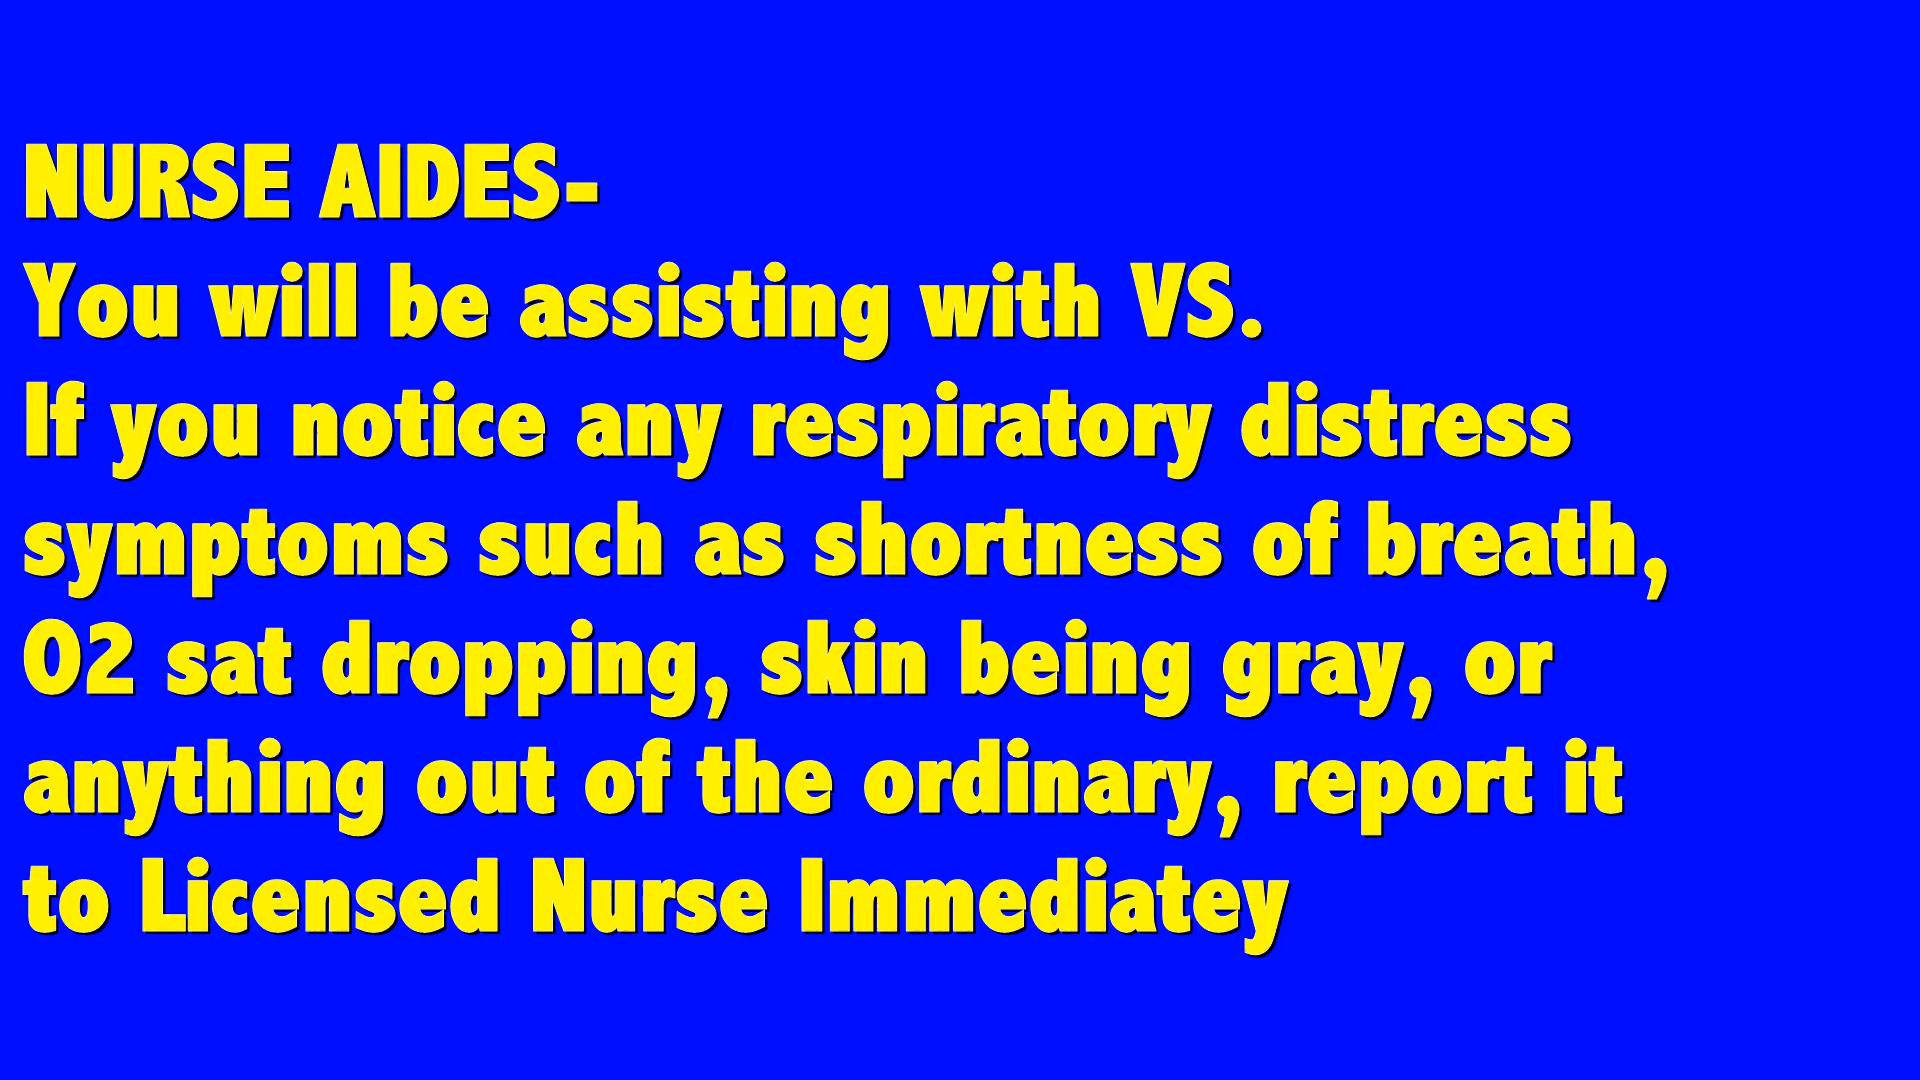 NURSE AIDES-
You will be assisting with VS.
If you notice any respiratory distress
symptoms such as shortness of breath,
O2 sat dropping, skin being gray, or
anything out of the ordinary, report it
to Licensed Nurse Immediatey